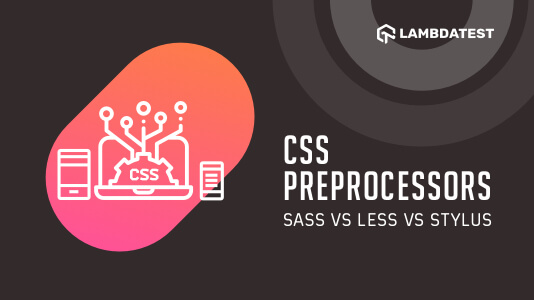 LAMBDATEST
CSS
CSS
PREPROCESSORS
SASS VS LESS VS STYLUS